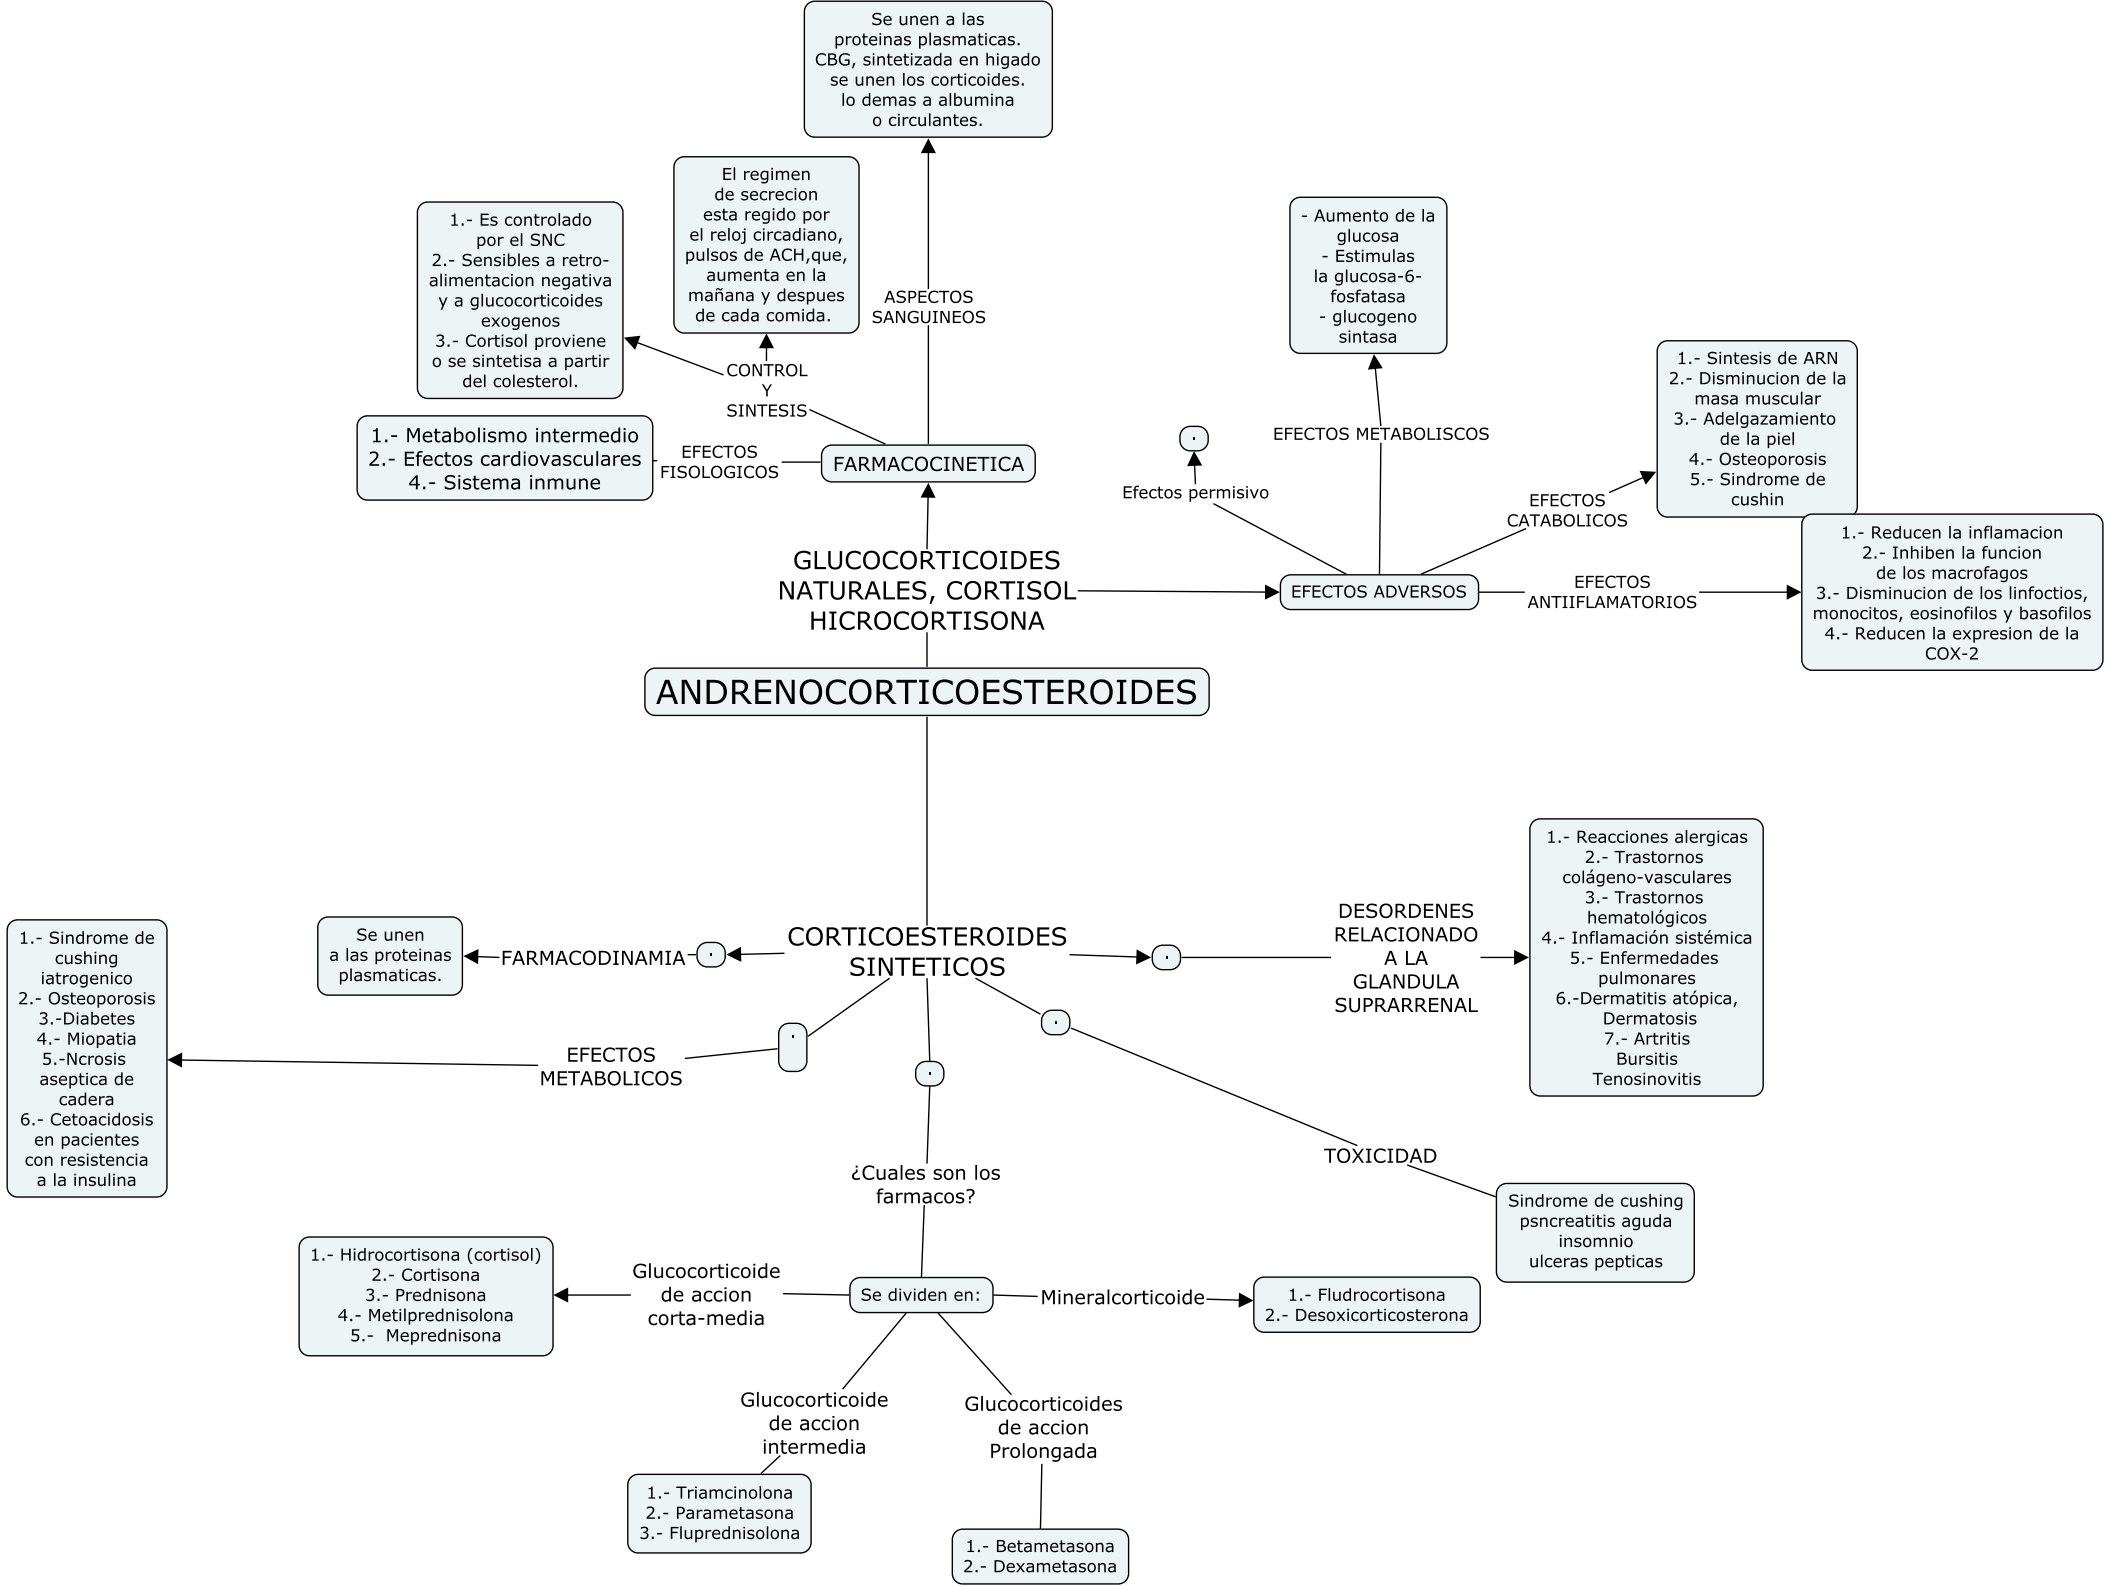 Se unen a las
proteinas plasmaticas.
CBG, sintetizada en higado
se unen los corticoides.
lo demas a albumina
o circulantes.
El regimen
de secrecion
esta regido por
el reloj circadiano,
pulsos de ACH,que,
aumenta en la
mañana y despues
de cada comida.
1.- Es controlado
por el SNC
2.- Sensibles a retro-
alimentacion negativa
y a glucocorticoides
exogenos
3.- Cortisol proviene
o se sintetisa a partir
del colesterol.
ASPECTOS
SANGUINEOS
CONTROL
Y
SINTESIS
1.- Metabolismo intermedio
2.- Efectos cardiovasculares
4.- Sistema inmune
EFECTOS
FISOLOGICOS
FARMACOCINETICA
- Aumento de la
glucosa
- Estimulas
la glucosa-6-
fosfatasa
- glucogeno
sintasa
EFECTOS METABOLISCOS
.
Efectos permisivo
1.- Sintesis de ARN
2.- Disminucion de la
masa muscular
3.- Adelgazamiento
de la piel
4.- Osteoporosis
5.- Sindrome de
cushin
EFECTOS
CATABOLICOS
1.- Reducen la inflamacion
2.- Inhiben la funcion
de los macrofagos
3.- Disminucion de los linfoctios,
monocitos, eosinofilos y basofilos
4.- Reducen la expresion de la
COX-2
EFECTOS
ANTIIFLAMATORIOS
EFECTOS ADVERSOS
GLUCOCORTICOIDES
NATURALES, CORTISOL
HICROCORTISONA
ANDRENOCORTICOESTEROIDES
CORTICOESTEROIDES
SINTETICOS
.
FARMACODINAMIA
Se unen
a las proteinas
plasmaticas.
.
EFECTOS
METABOLICOS
1.- Sindrome de
cushing
iatrogenico
2.- Osteoporosis
3.-Diabetes
4.- Miopatia
5.-Ncrosis
aseptica de
cadera
6.- Cetoacidosis
en pacientes
con resistencia
a la insulina
.
DESORDENES
RELACIONADO
A LA
GLANDULA
SUPRARRENAL
1.- Reacciones alergicas
2.- Trastornos
colágeno-vasculares
3.- Trastornos
hematológicos
4.- Inflamación sistémica
5.- Enfermedades
pulmonares
6.-Dermatitis atópica,
Dermatosis
7.- Artritis
Bursitis
Tenosinovitis
.
TOXICIDAD
Sindrome de cushing
psncreatitis aguda
insomnio
ulceras pepticas
.
¿Cuales son los
farmacos?
Se dividen en:
Glucocorticoide
de accion
corta-media
1.- Hidrocortisona (cortisol)
2.- Cortisona
3.- Prednisona
4.- Metilprednisolona
5.-  Meprednisona
Mineralcorticoide
1.- Fludrocortisona
2.- Desoxicorticosterona
Glucocorticoide
de accion
intermedia
1.- Triamcinolona
2.- Parametasona
3.- Fluprednisolona
Glucocorticoides
de accion
Prolongada
1.- Betametasona
2.- Dexametasona